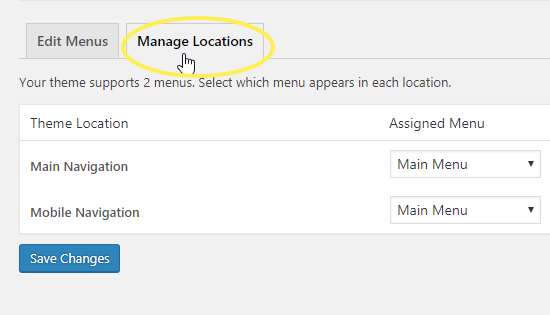 Edit Menus Manage Locations
Your theme supports 2 menus. Select which menu appears in each location.
Theme Location Assigned Menu
Main Navigation Main Menu
Mobile Navigation Main Menu
Save Changes